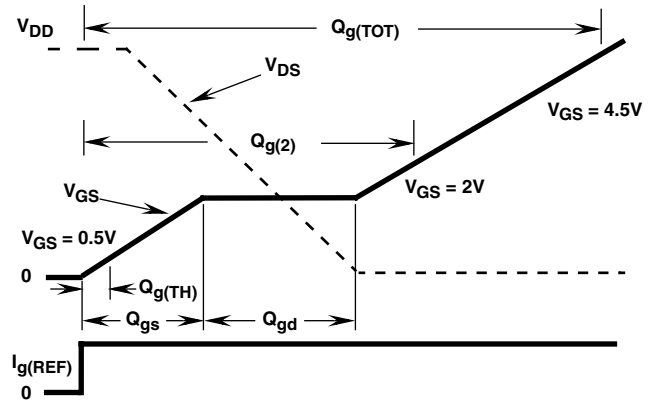 V_DD
Q_g(TOT)
V_DS
V_GS = 4.5V
Q_g(2)
V_GS
V_GS = 2V
V_GS = 0.5V
0
Q_g(TH)
Q_gs
Q_gd
I_g(REF)
0